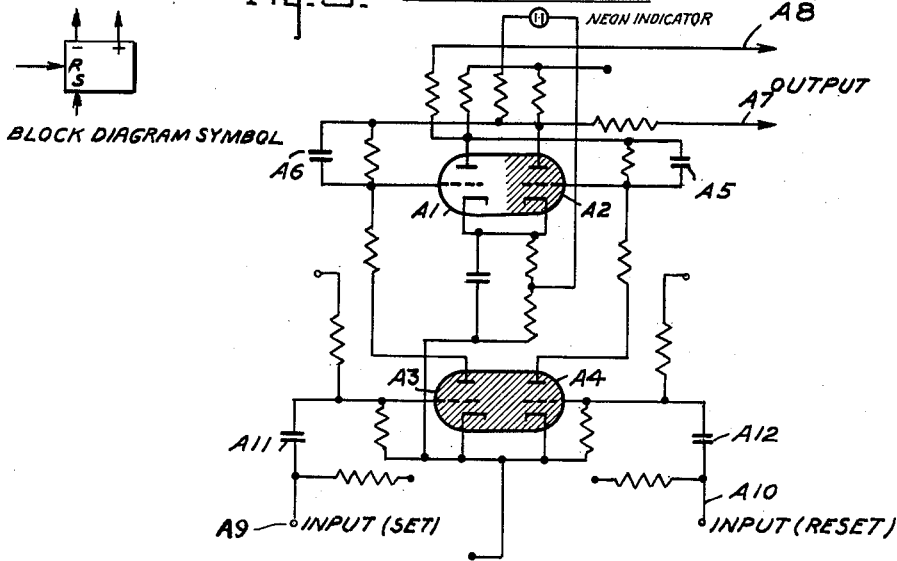 A8
NEON INDICATOR
- +
R
S
OUTPUT
A7
BLOCK DIAGRAM SYMBOL
A6
A5
A1
A2
A3
A4
A11
A12
A10
A9
INPUT (SET)
INPUT (RESET)